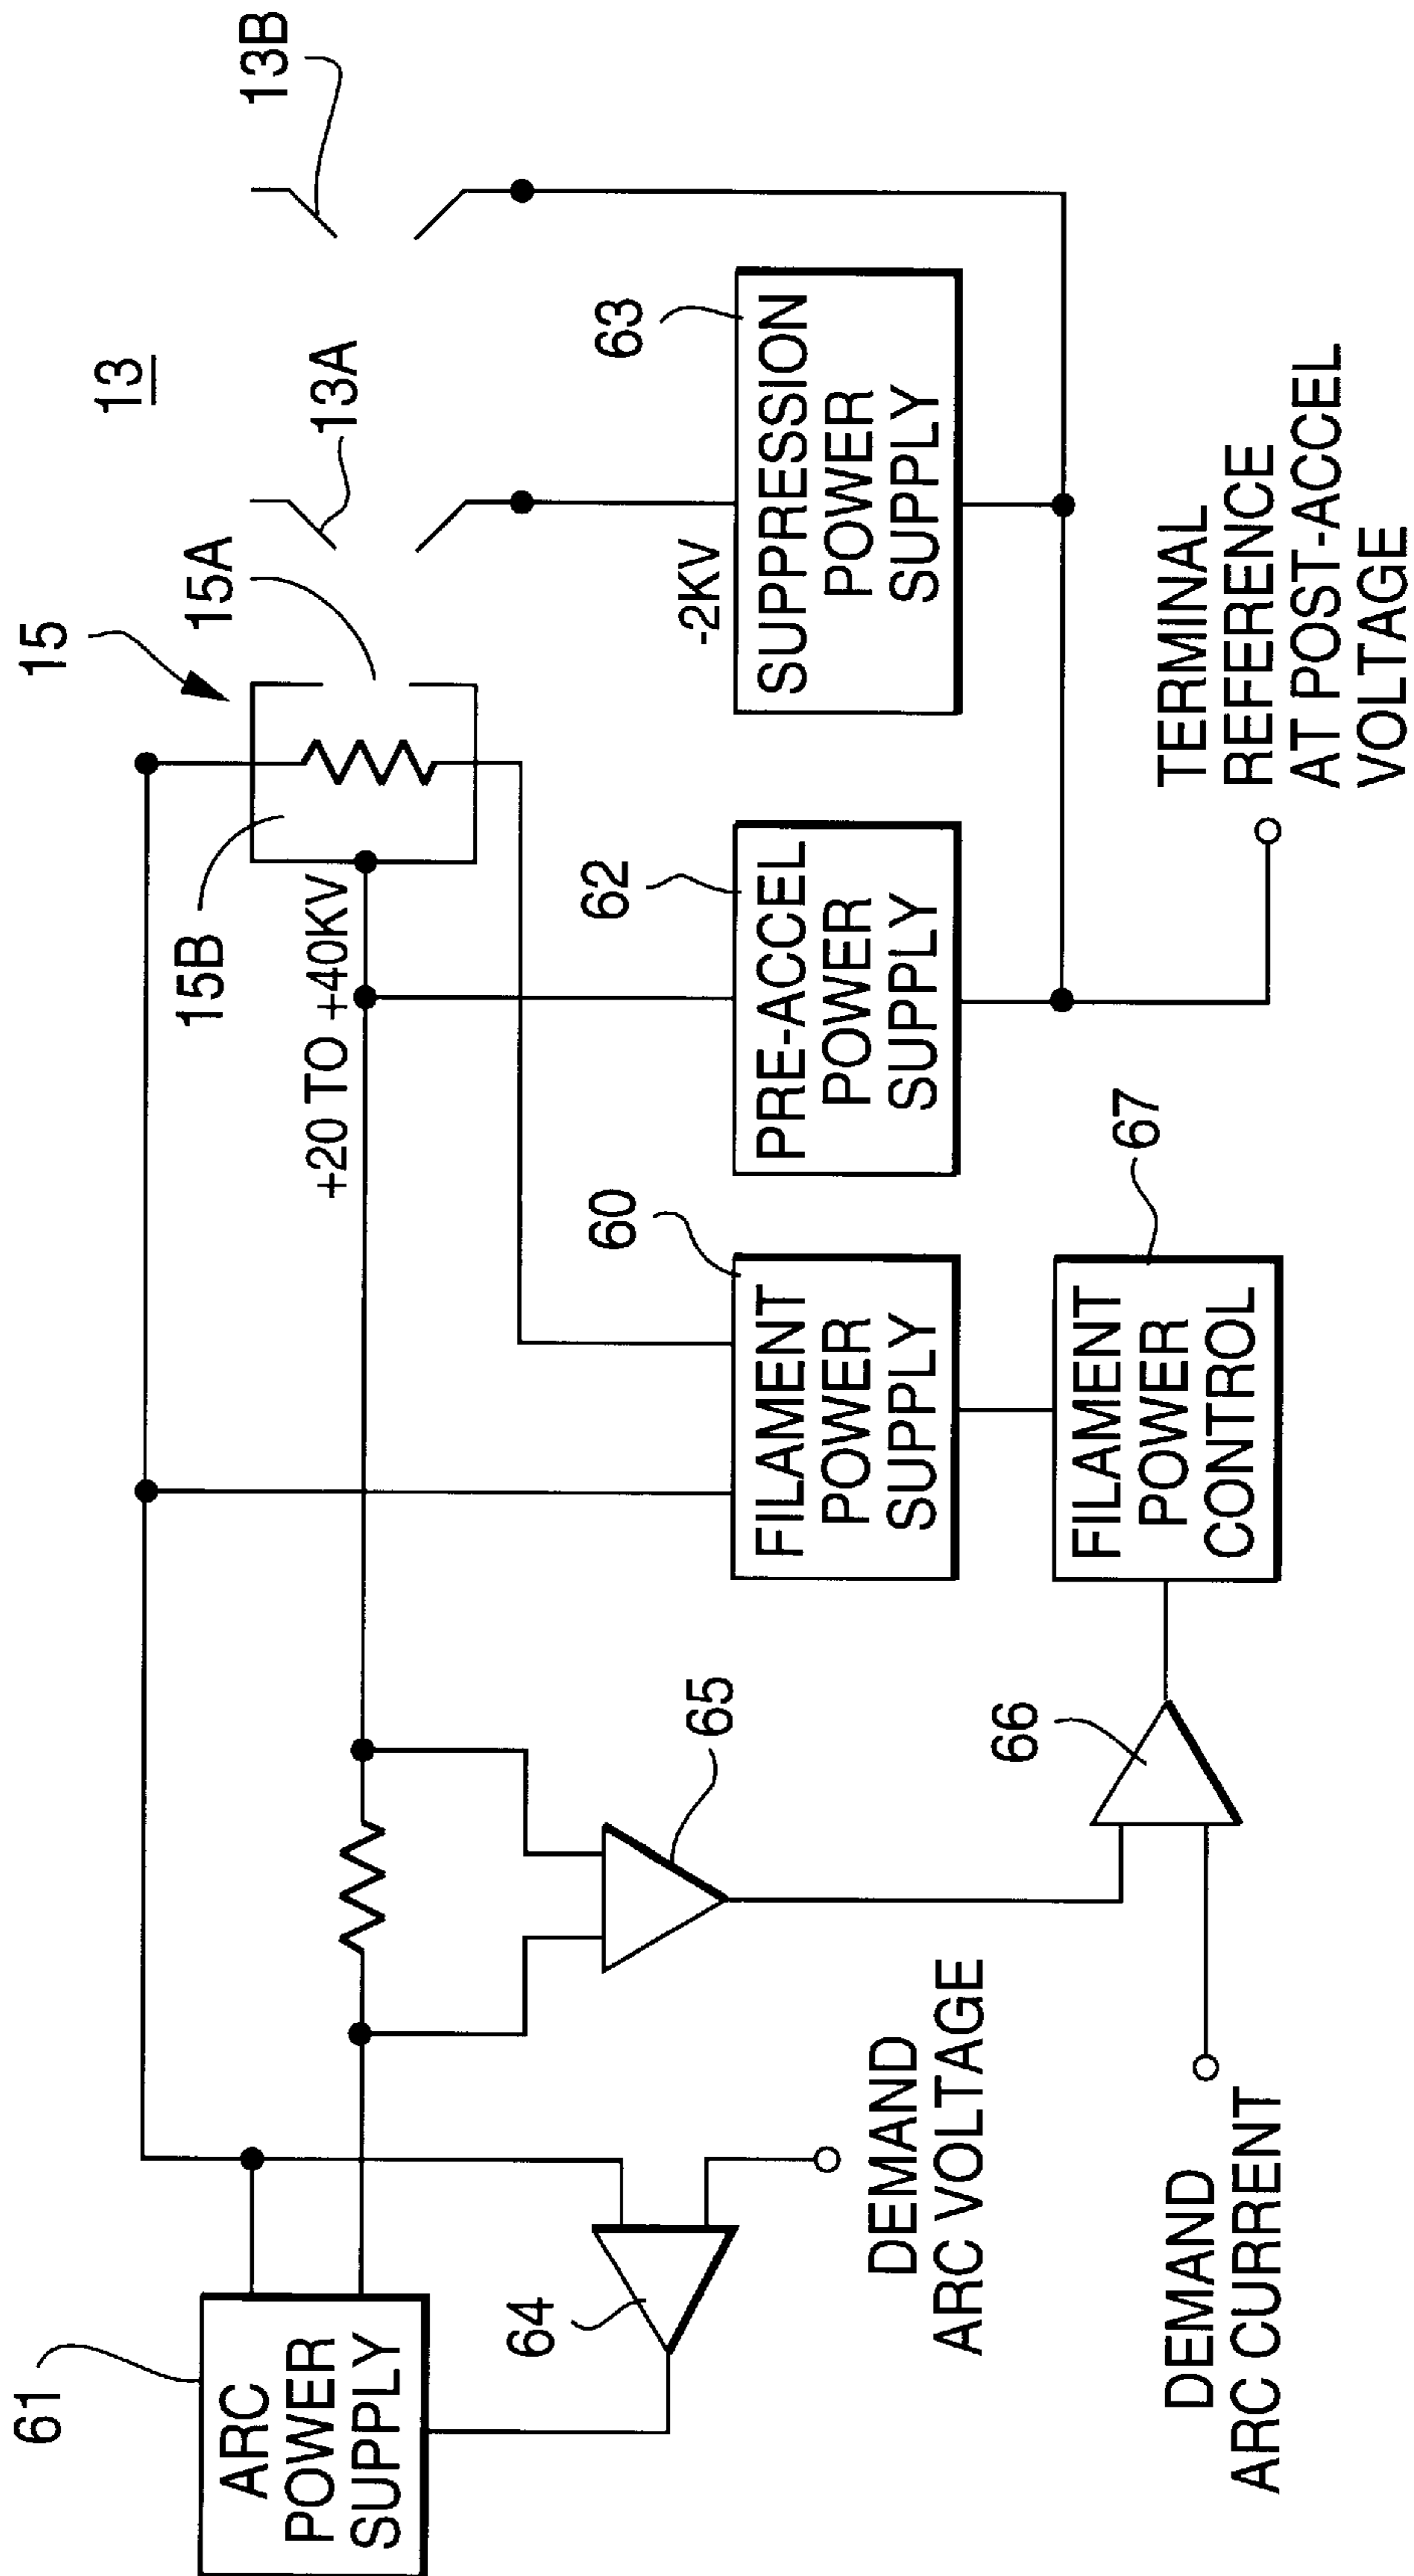 13
13A
13B
15
15A
15B
+20 TO +40KV
-2KV
61
ARC
POWER
SUPPLY
64
DEMAND
ARC VOLTAGE
65
DEMAND
ARC CURRENT
66
60
FILAMENT
POWER
SUPPLY
67
FILAMENT
POWER
CONTROL
62
PRE-ACCEL
POWER
SUPPLY
63
SUPPRESSION
POWER
SUPPLY
TERMINAL
REFERENCE
AT POST-ACCEL
VOLTAGE